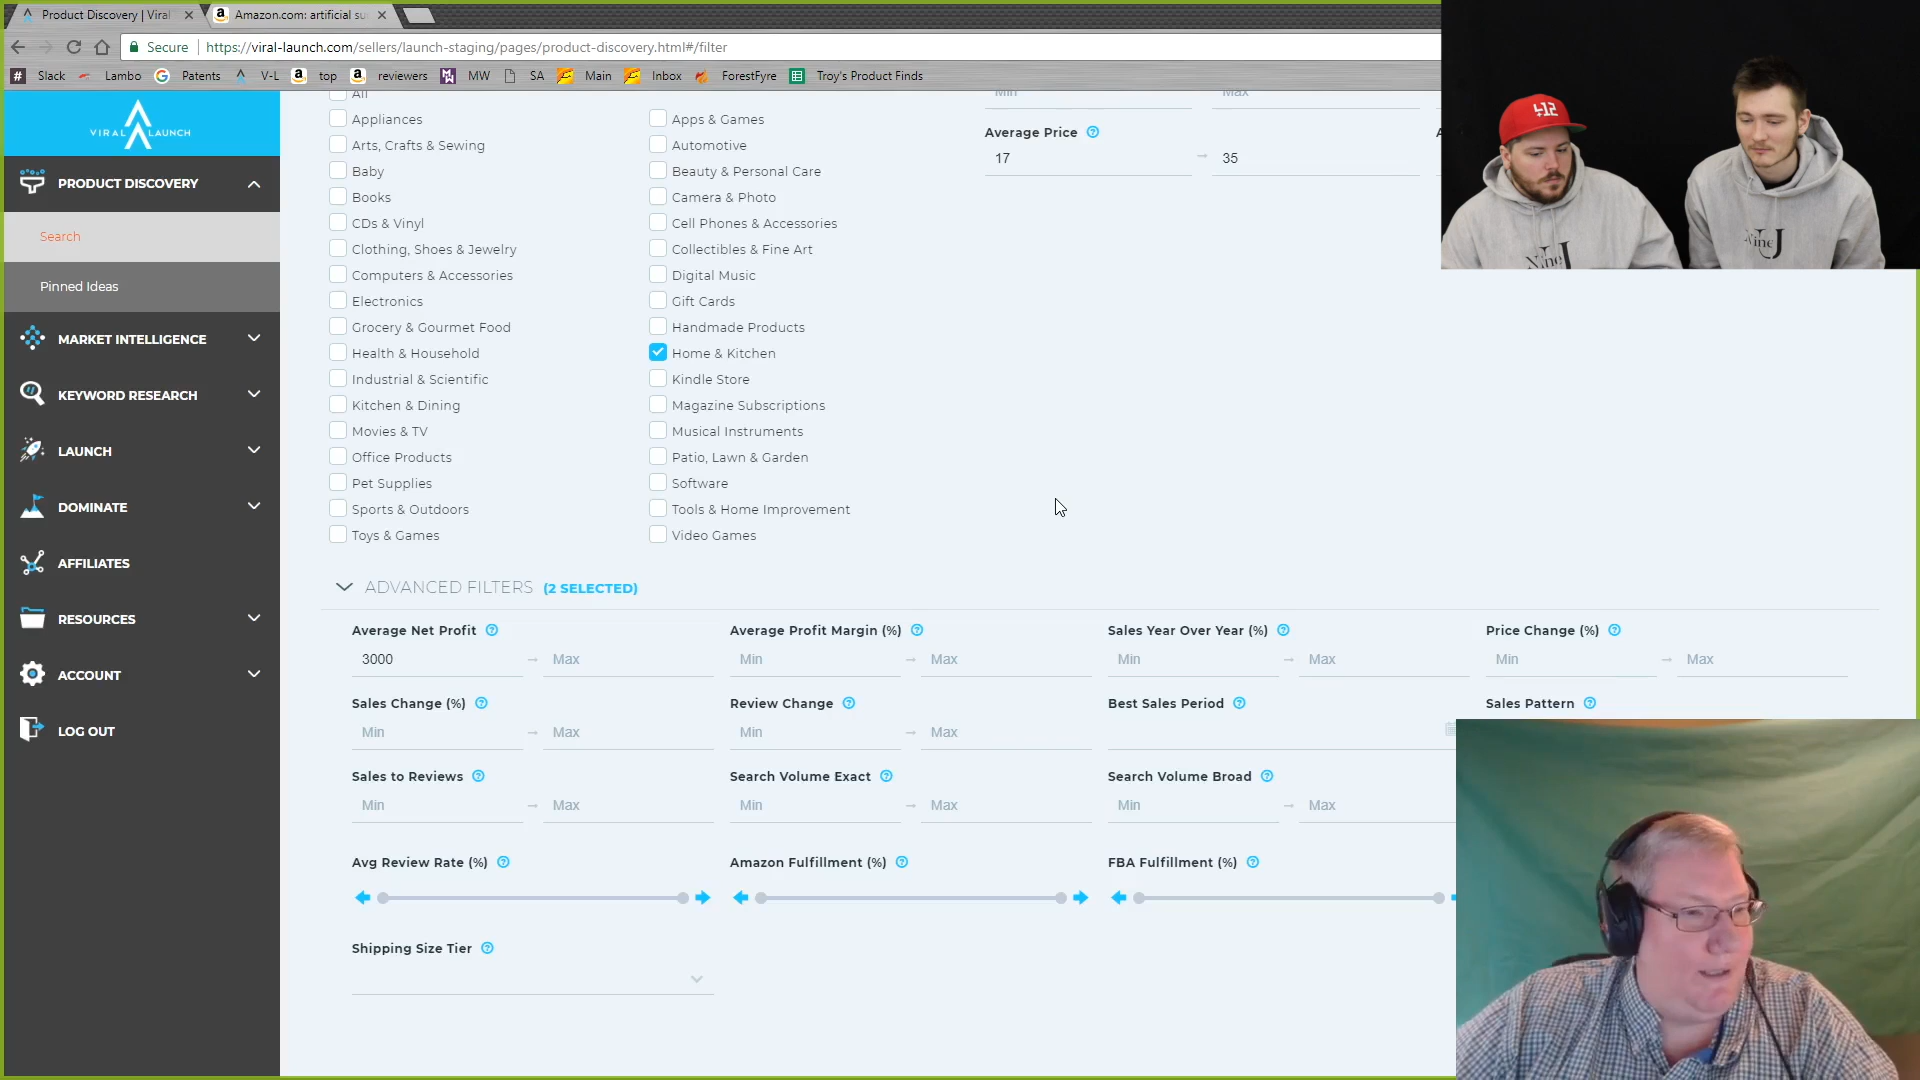 Product Discovery | Viral
Amazon.com: artificial su
Secure
https://viral-launch.com/sellers/launch-staging/pages/product-discovery.html#/filter
Slack
Lambo
Patents
V-L
top
reviewers
MW
SA
Main
Inbox
ForestFyre
Troy's Product Finds
VIRAL LAUNCH
PRODUCT DISCOVERY
Search
Pinned Ideas
MARKET INTELLIGENCE
KEYWORD RESEARCH
LAUNCH
DOMINATE
AFFILIATES
RESOURCES
ACCOUNT
LOG OUT
All
Appliances
Apps & Games
Arts, Crafts & Sewing
Automotive
Baby
Beauty & Personal Care
Books
Camera & Photo
CDs & Vinyl
Cell Phones & Accessories
Clothing, Shoes & Jewelry
Collectibles & Fine Art
Computers & Accessories
Digital Music
Electronics
Gift Cards
Grocery & Gourmet Food
Handmade Products
Health & Household
Home & Kitchen
Industrial & Scientific
Kindle Store
Kitchen & Dining
Magazine Subscriptions
Movies & TV
Musical Instruments
Office Products
Patio, Lawn & Garden
Pet Supplies
Software
Sports & Outdoors
Tools & Home Improvement
Toys & Games
Video Games
Min
Max
Average Price
17
35
ADVANCED FILTERS (2 SELECTED)
Average Net Profit
3000
Max
Average Profit Margin (%)
Min
Max
Sales Year Over Year (%)
Min
Max
Price Change (%)
Min
Max
Sales Change (%)
Min
Max
Review Change
Min
Max
Best Sales Period
Sales Pattern
Sales to Reviews
Min
Max
Search Volume Exact
Min
Max
Search Volume Broad
Min
Max
Avg Review Rate (%)
Amazon Fulfillment (%)
FBA Fulfillment (%)
Shipping Size Tier
412
Nine J
Nine J